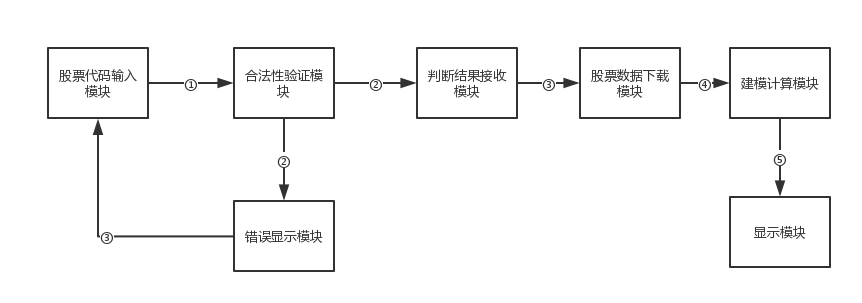 股票代码输入
模块
①
合法性验证模
块
②
判断结果接收
模块
③
股票数据下载
模块
④
建模计算模块
②
⑤
错误显示模块
③
显示模块